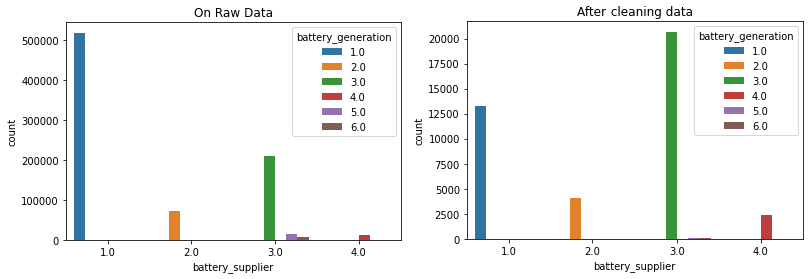 On Raw Data
battery_generation
1.0
2.0
3.0
4.0
5.0
6.0
count
500000
400000
300000
200000
100000
0
1.0 2.0 3.0 4.0
battery_supplier
After cleaning data
battery_generation
1.0
2.0
3.0
4.0
5.0
6.0
count
20000
17500
15000
12500
10000
7500
5000
2500
0
1.0 2.0 3.0 4.0
battery_supplier